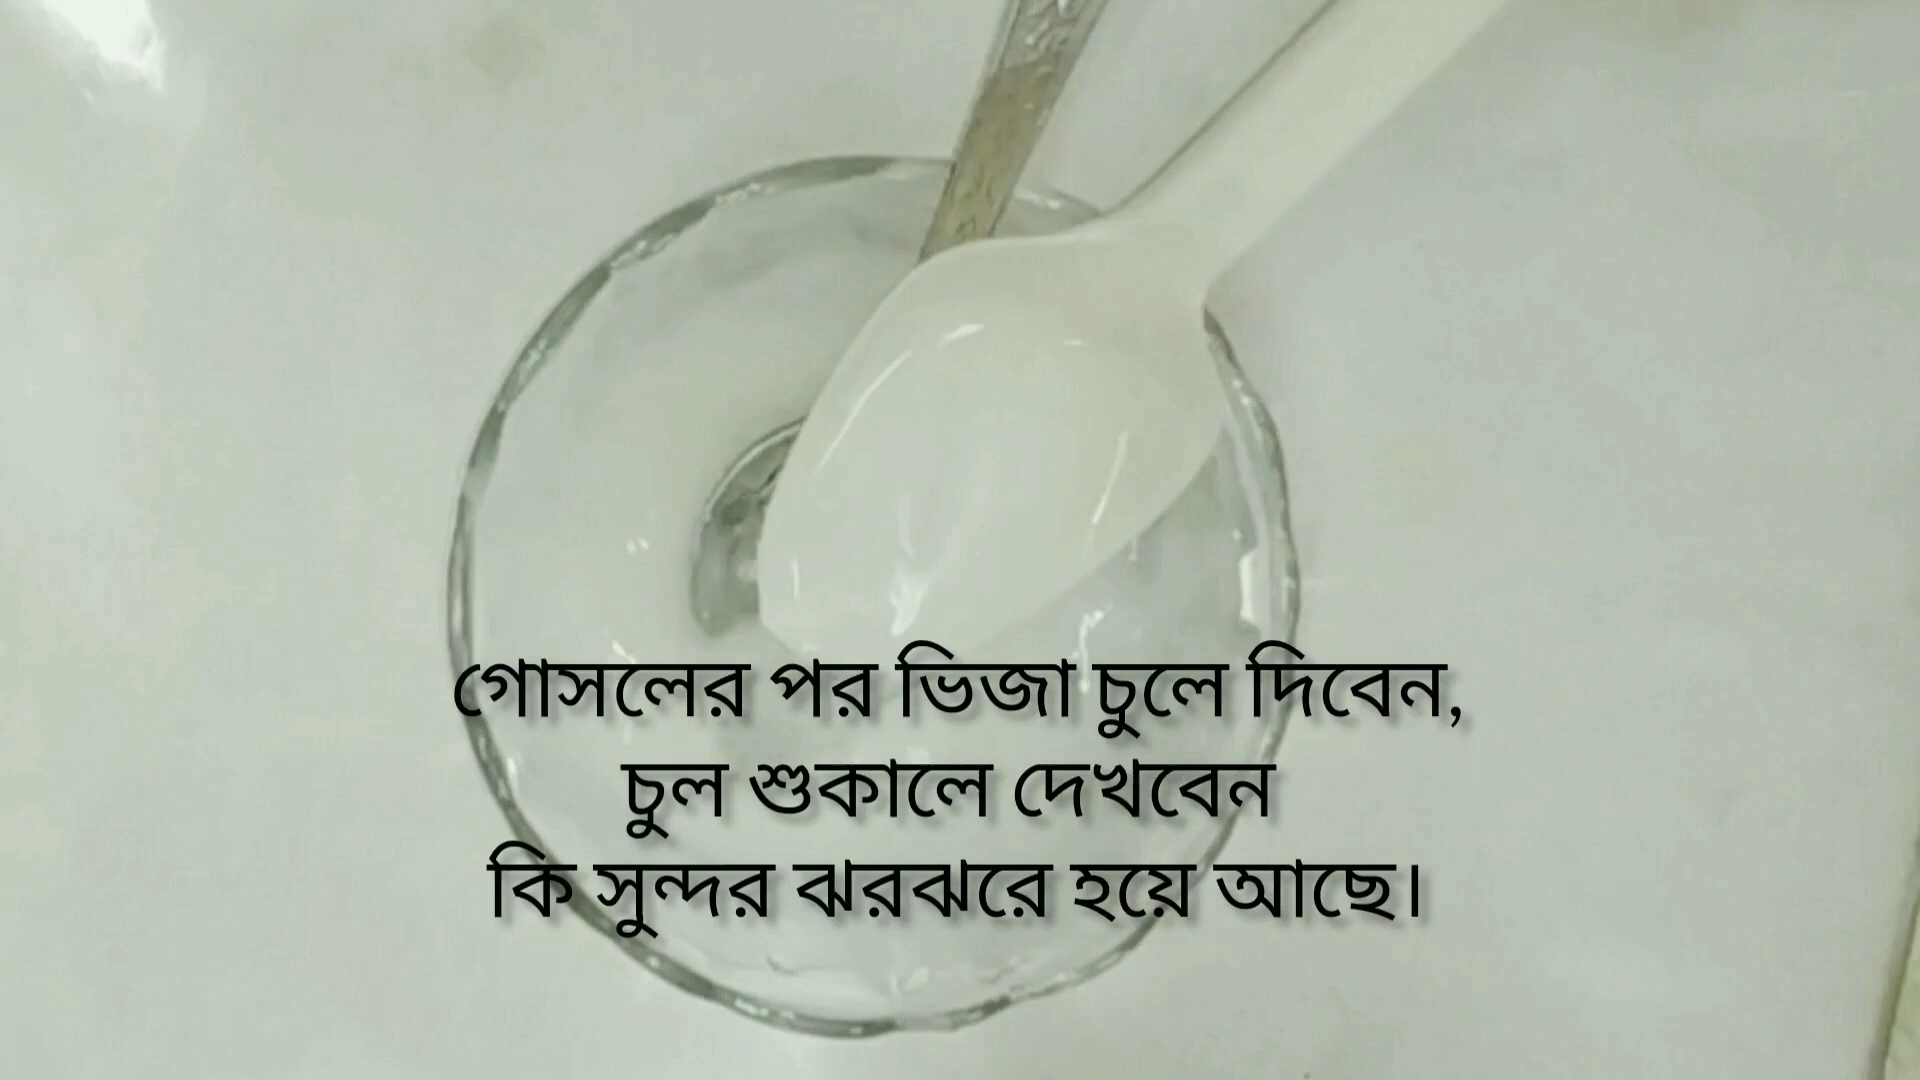 গোসলের পর ভিজা চুলে দিবেন,
চুল শুকালে দেখবেন
কি সুন্দর ঝরঝরে হয়ে আছে।